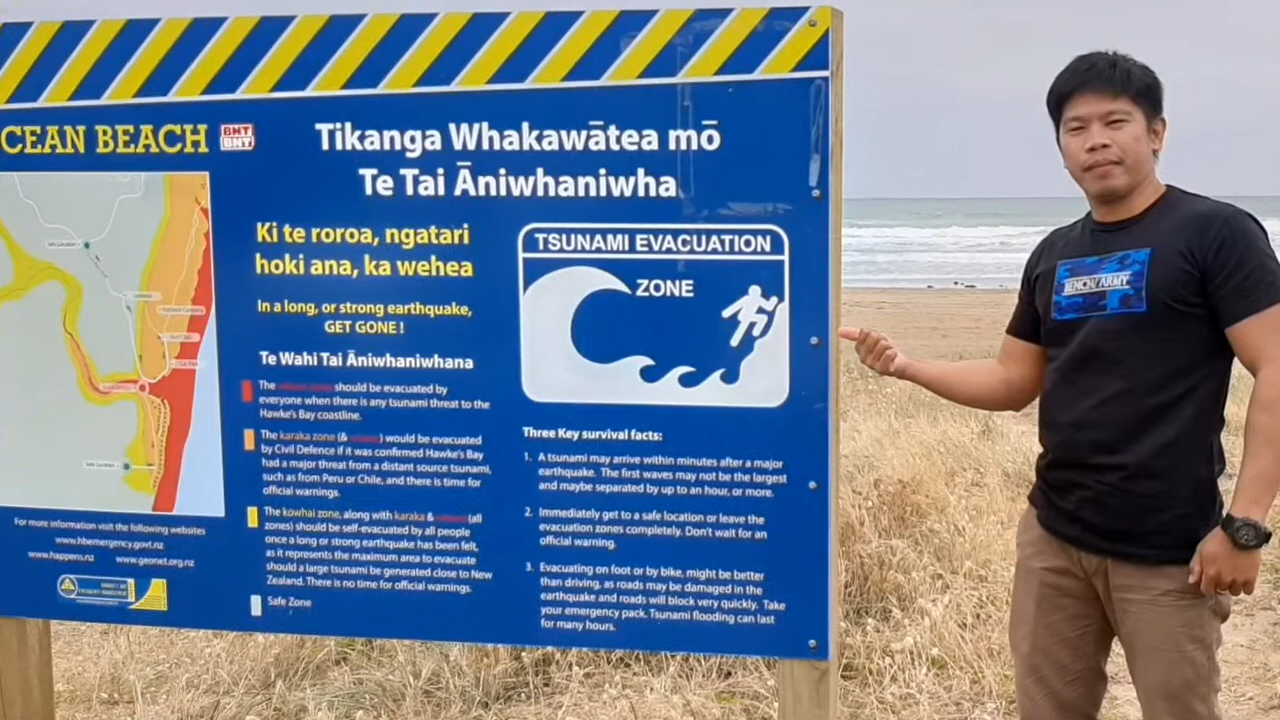 CEAN BEACH
BNT
BNT
Tikanga Whakawātea mō
Te Tai Āniwhaniwha
Ki te roroa, ngatari
hoki ana, ka wehea
In a long, or strong earthquake,
GET GONE !
Te Wahi Tai Āniwhaniwhana
The should be evacuated by
everyone when there is any tsunami threat to the
Hawke's Bay coastline.
The karaka zone (& ) would be evacuated
by Civil Defence if it was confirmed Hawke's Bay
had a major threat from a distant source tsunami,
such as from Peru or Chile, and there is time for
official warnings.
The kowhai zone, along with karaka & (all
zones) should be self-evacuated by all people
once a long or strong earthquake has been felt,
as it represents the maximum area to evacuate
should a large tsunami be generated close to New
Zealand. There is no time for official warnings.
Safe Zone
TSUNAMI EVACUATION
ZONE
Three Key survival facts:
1. A tsunami may arrive within minutes after a major
earthquake. The first waves may not be the largest
and maybe separated by up to an hour, or more.
2. Immediately get to a safe location or leave the
evacuation zones completely. Don't wait for an
official warning.
3. Evacuating on foot or by bike, might be better
than driving, as roads may be damaged in the
earthquake and roads will block very quickly. Take
your emergency pack. Tsunami flooding can last
for many hours.
Safe Location
Car Park
Safe Location
For more information visit the following websites
www.hbemergency.govt.nz
www.happens.nz www.geonet.org.nz
BENCH/ ARMY